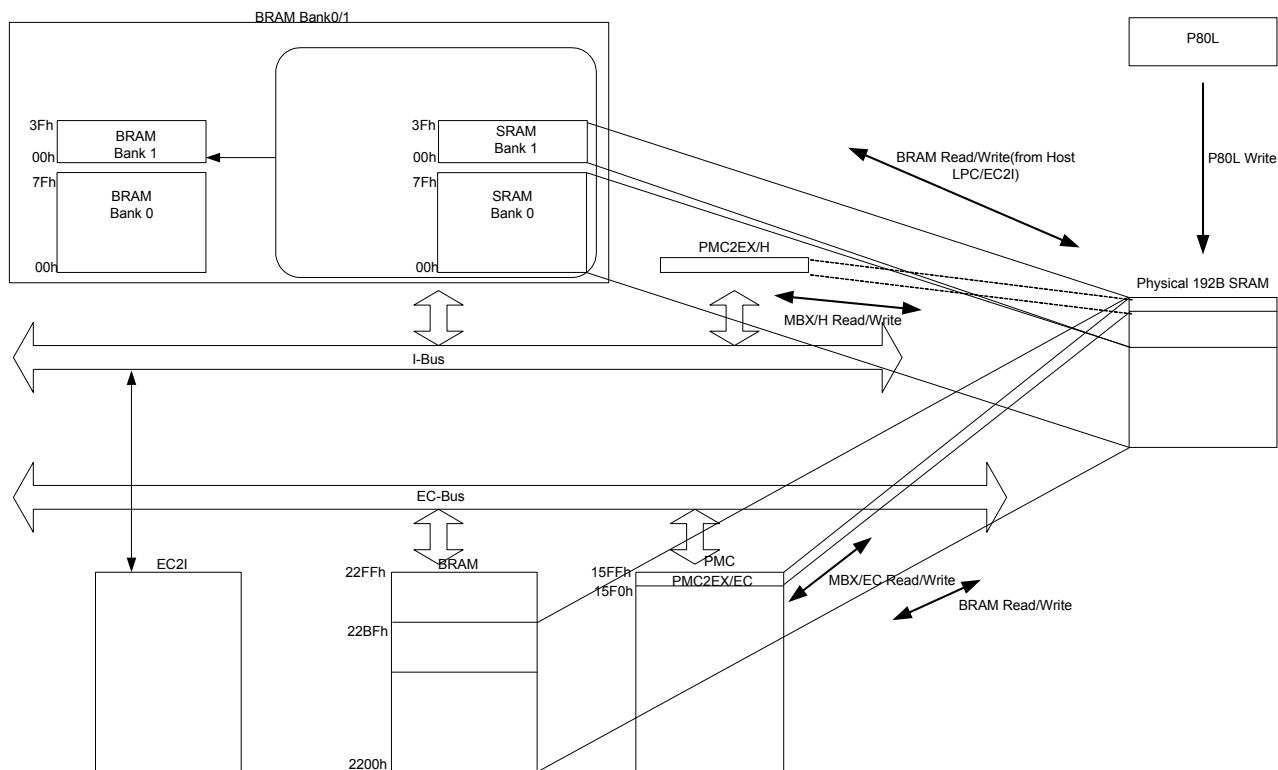 BRAM Bank0/1
P80L
3Fh
BRAM
Bank 1
00h
7Fh
BRAM
Bank 0
00h
3Fh
SRAM
Bank 1
00h
7Fh
SRAM
Bank 0
00h
BRAM Read/Write(from Host
LPC/EC2I)
P80L Write
PMC2EX/H
MBX/H Read/Write
Physical 192B SRAM
I-Bus
EC-Bus
EC2I
22FFh
BRAM
22BFh
2200h
PMC
15FFh
PMC2EX/EC
15F0h
MBX/EC Read/Write
BRAM Read/Write